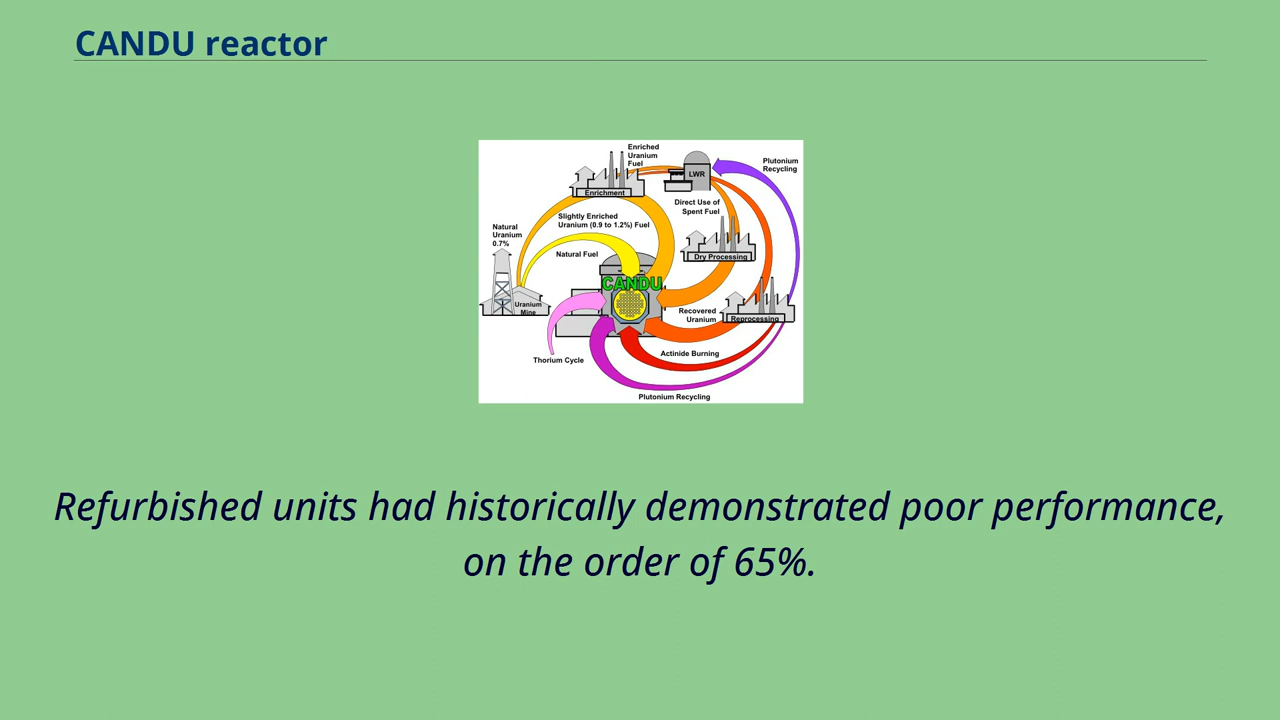 CANDU reactor
Enriched
Uranium
Fuel
Plutonium
Recycling
LWR
Enrichment
Direct Use of
Spent Fuel
Slightly Enriched
Uranium (0.9 to 1.2%) Fuel
Natural
Uranium
0.7%
Natural Fuel
Dry Processing
CANDU
Uranium
Mine
Recovered
Uranium
Reprocessing
Actinide Burning
Thorium Cycle
Plutonium Recycling
Refurbished units had historically demonstrated poor performance,
on the order of 65%.